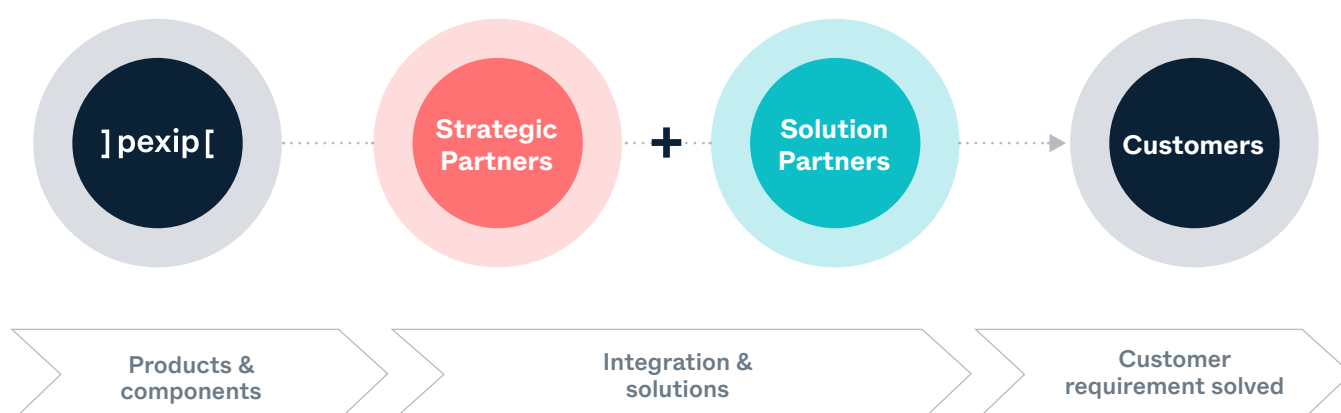 ]pexip[
Strategic
Partners
+
Solution
Partners
Customers
Products &
components
Integration &
solutions
Customer
requirement solved